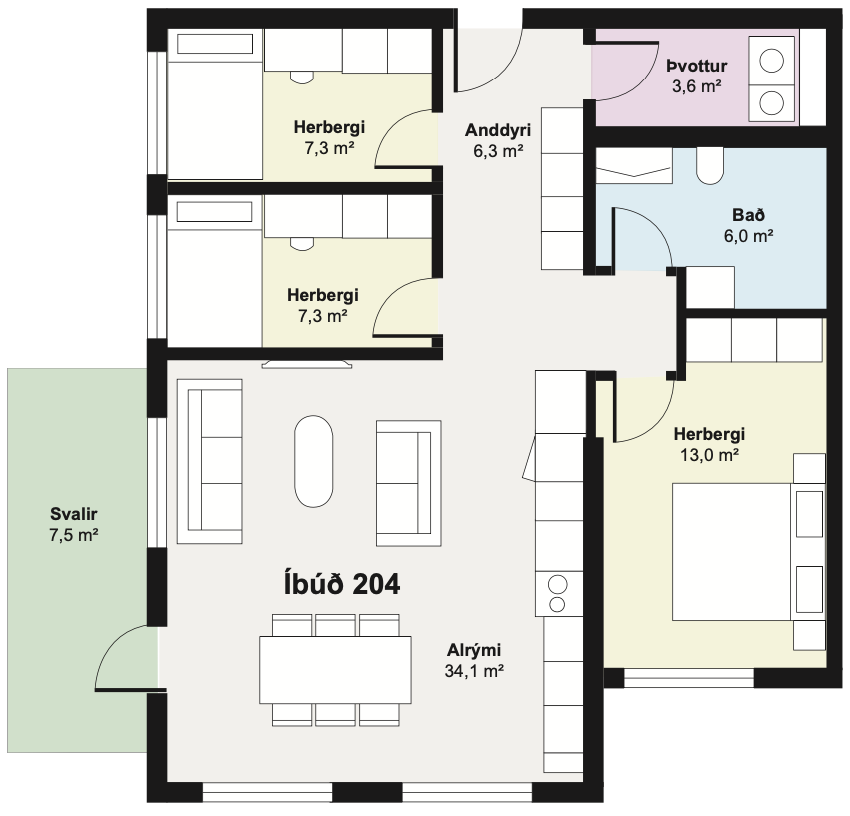 Þvottur
3,6 m²
Herbergi
7,3 m²
Anddyri
6,3 m²
Bað
6,0 m²
Herbergi
7,3 m²
Herbergi
13,0 m²
Svalir
7,5 m²
Íbúð 204
Alrými
34,1 m²